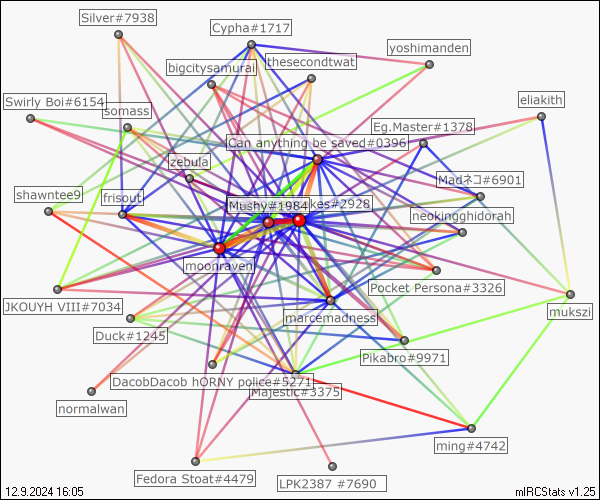 Silver#7938
Cypha#1717
yoshimanden
bigcitysamurai
thesecondtwat
Swirly Boi#6154
somass
eliakith
Eg.Master#1378
Can anything be saved#0396
zebula
Madネコ#6901
shawntee9
frisout
Mushy#1984
kes#2928
neokingghidorah
moonraven
Pocket Persona#3326
JKOUYH VIII#7034
marcemadness
mukszi
Duck#1245
Pikabro#9971
DacobDacob hORNY police#5271
Majestic#3375
normalwan
ming#4742
Fedora Stoat#4479
LPK2387 #7690
12.9.2024 16:05
mIRCStats v1.25